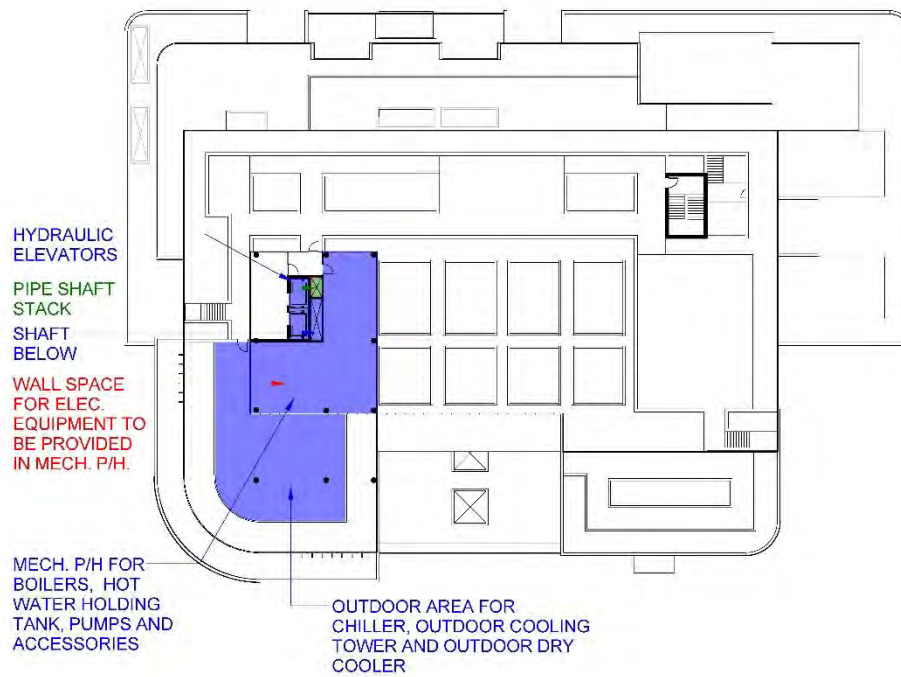 HYDRAULIC
ELEVATORS
PIPE SHAFT
STACK
SHAFT
BELOW
WALL SPACE
FOR ELEC.
EQUIPMENT TO
BE PROVIDED
IN MECH. P/H.
MECH. P/H FOR
BOILERS, HOT
WATER HOLDING
TANK, PUMPS AND
ACCESSORIES
OUTDOOR AREA FOR
CHILLER, OUTDOOR COOLING
TOWER AND OUTDOOR DRY
COOLER